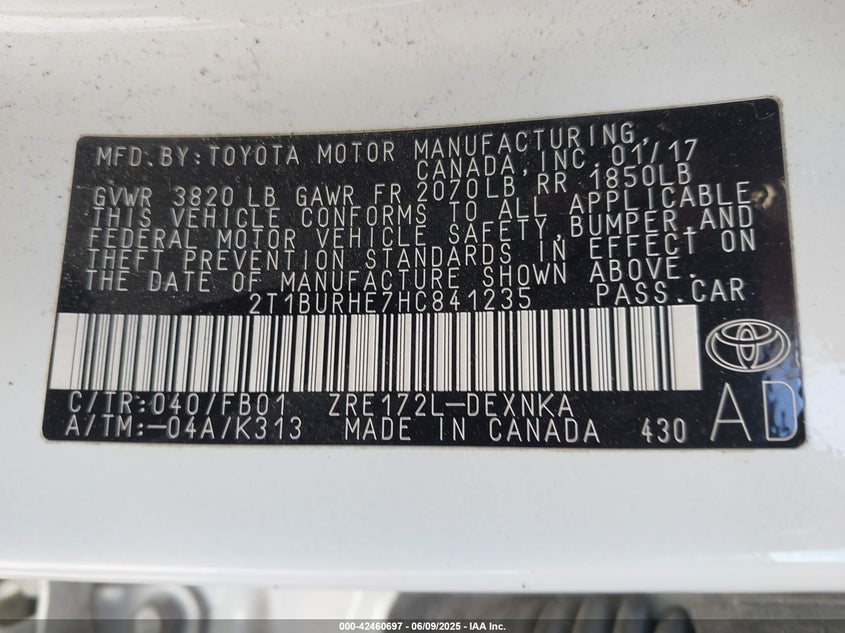 MFD.BY:TOYOTA MOTOR MANUFACTURING,
CANADA,INC. 01/17
GVWR 3820 LB GAWR FR 2070LB RR 1850LB
THIS VEHICLE CONFORMS TO ALL APPLICABLE
FEDERAL MOTOR VEHICLE SAFETY,BUMPER,AND
THEFT PREVENTION STANDARDS IN EFFECT ON
THE DATE OF MANUFACTURE SHOWN ABOVE.
2T1BURHE7HC841235 PASS.CAR
C/TR:040/FB01 ZRE172L-DEXNKA
A/TM:-04A/K313 MADE IN CANADA 430 AD
000-42460697 - 06/09/2025 - IAA Inc.